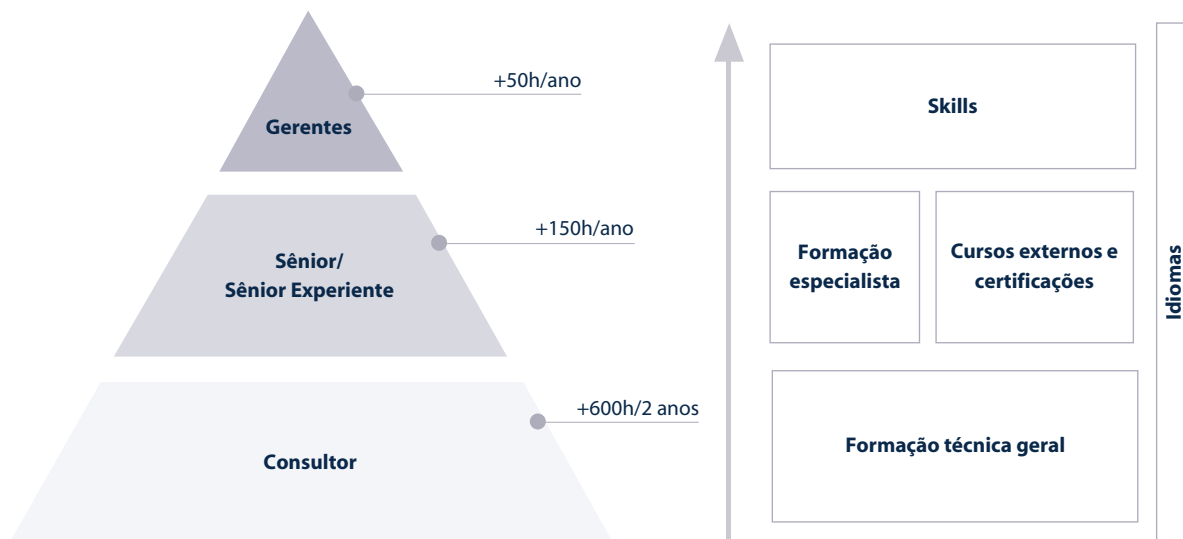 +50h/ano
Gerentes
+150h/ano
Sênior/
Sênior Experiente
+600h/2 anos
Consultor
Skills
Formação
especialista
Cursos externos e
certificações
Formação técnica geral
Idiomas